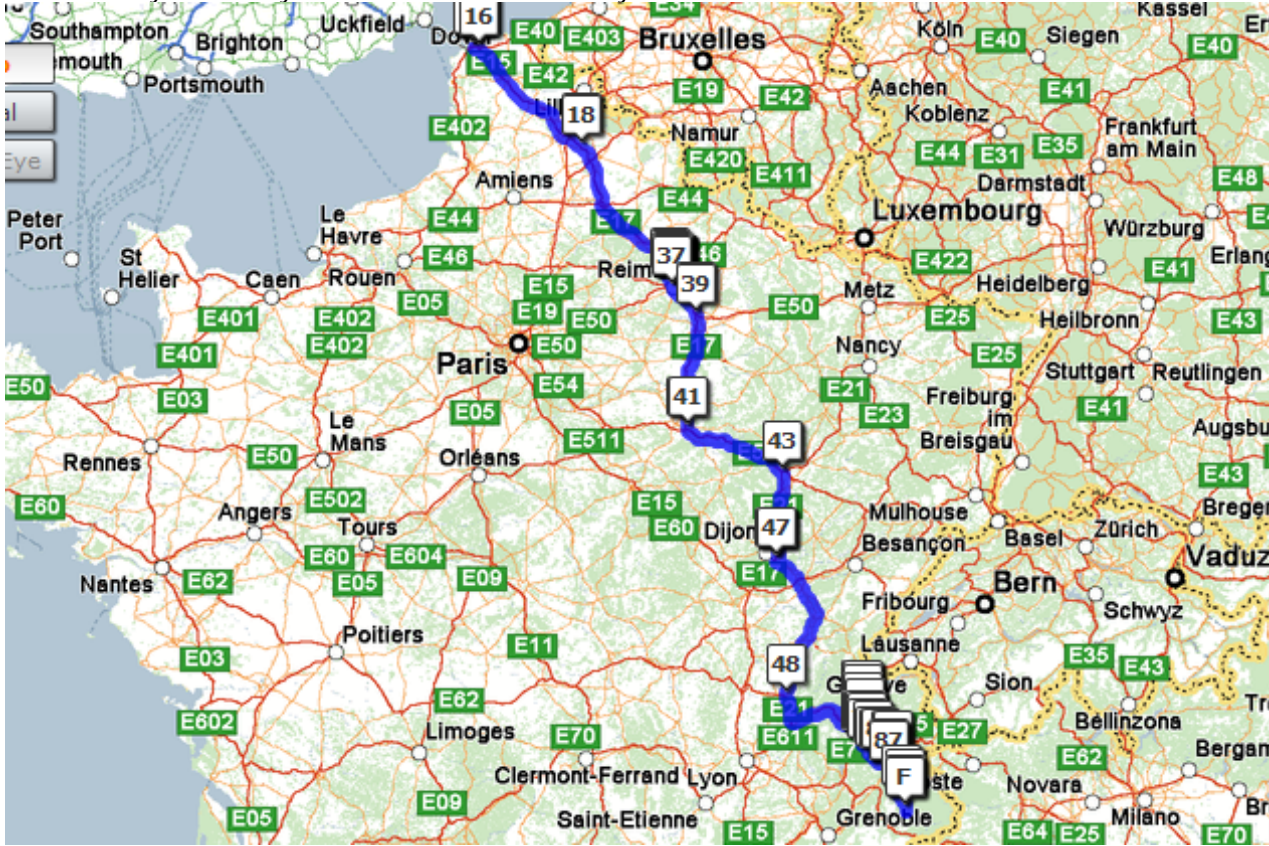 Kassel
16
Uckfield
E40
E403
E34
Köln
E40
Siegen
E40
Southampton
Brighton
Bruxelles
E15
E42
E19
E42
Aachen
E41
Portsmouth
al
18
E402
Namur
Koblenz
Frankfurt
am Main
Eye
E420
E411
E44
E31
E35
E48
Amiens
E44
Darmstadt
Peter
Port
Le
Havre
E44
Luxembourg
Würzburg
St
Helier
Rouen
E46
37
E422
E41
Caen
39
Metz
Heidelberg
E05
E15
E401
E402
E19
E50
E50
E25
Heilbronn
E43
E401
E402
Paris
E50
E17
Nancy
E25
Stuttgart
Reutlingen
E50
E03
E54
41
E21
E23
Freiburg
im
Breisgau
E41
E05
Le
Mans
E511
43
Rennes
E50
Orléans
E43
E60
E502
E15
E60
Angers
Tours
Dijon
47
Mulhouse
Basel
Zürich
E60
E604
E05
Besançon
Vaduz
Nantes
E62
E09
E17
Bern
Fribourg
Schwyz
Poitiers
E03
E11
Lausanne
E35
E43
48
E62
Sion
E602
E21
Bellinzona
Limoges
E70
E611
87
E27
E62
Clermont-Ferrand
Lyon
F
Novara
E09
E05
Saint-Etienne
E15
Grenoble
Milano
E64
E25
E70